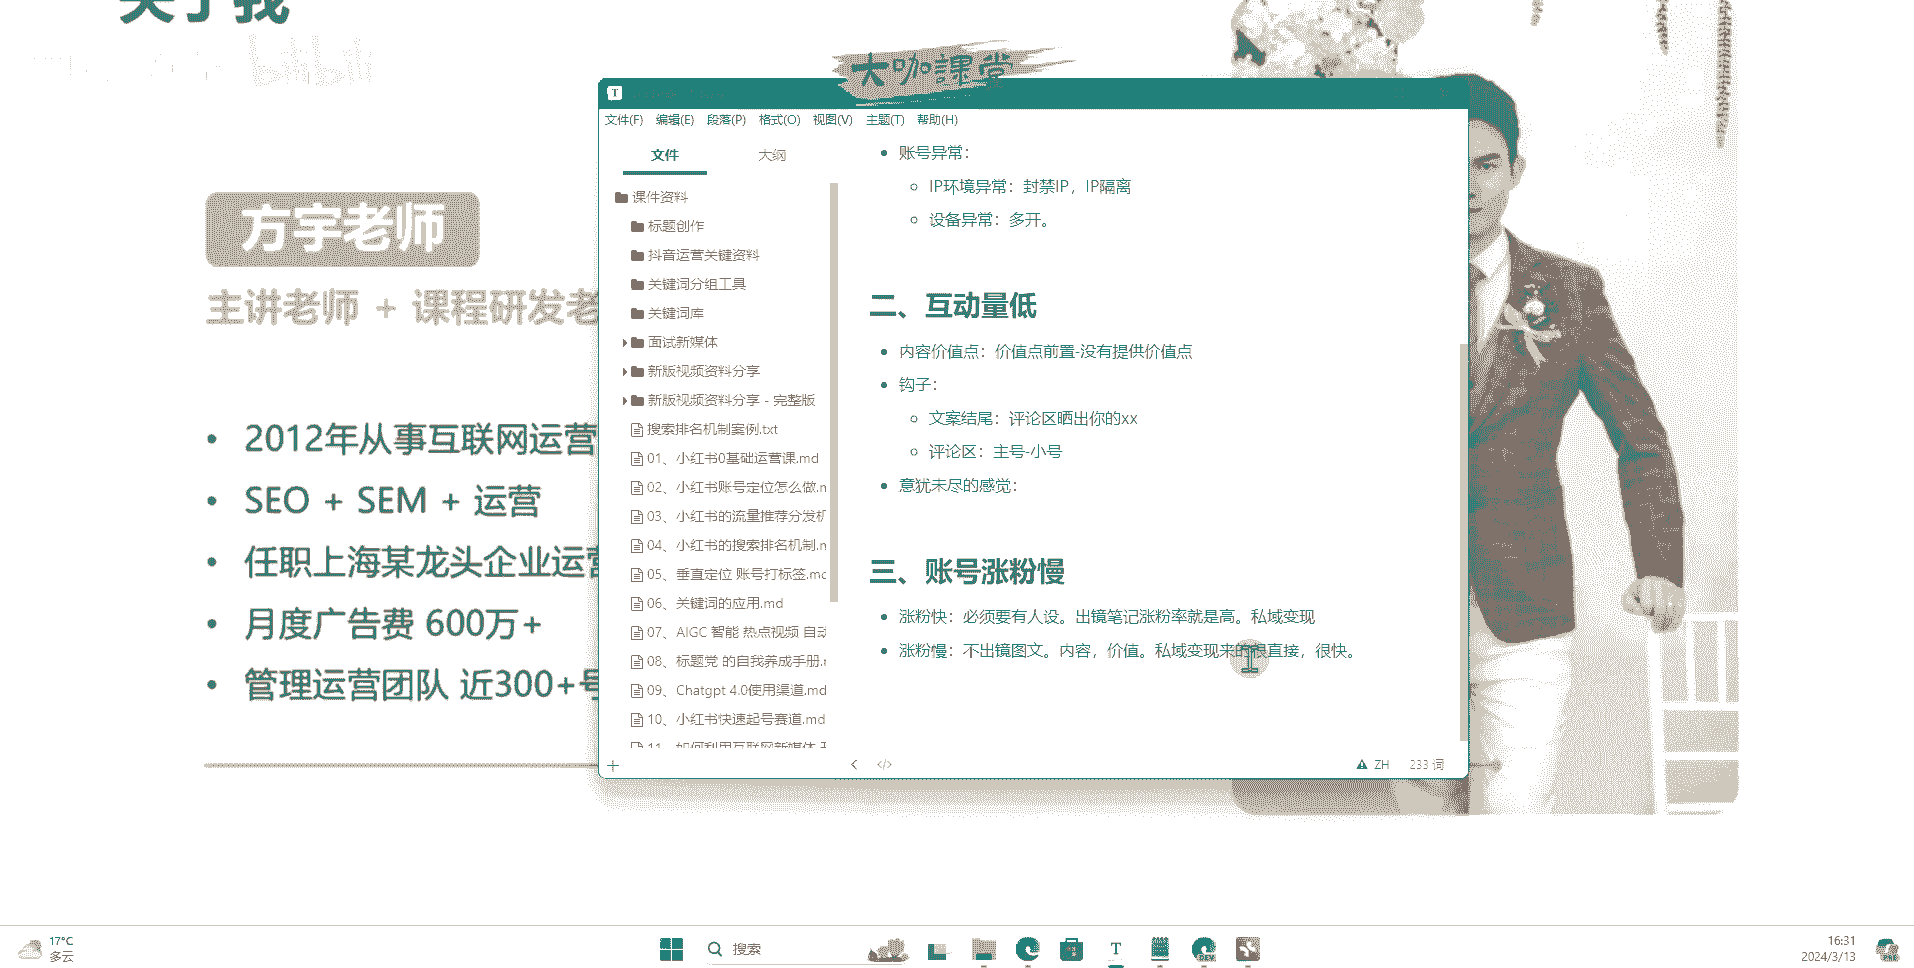 关于我
bilibili
大咖課堂
方宇老师
主讲老师 + 课程研发老
• 2012年从事互联网运营
• SEO + SEM + 运营
• 任职上海某龙头企业运营
• 月度广告费 600万+
• 管理运营团队 近300+号
T
文件(F) 编辑(E) 段落(P) 格式(O) 视图(V) 主题(T) 帮助(H)
文件 大纲
课件资料
标题创作
抖音运营关键资料
关键词分组工具
关键词库
面试新媒体
新版视频资料分享
新版视频资料分享 - 完整版
搜索排名机制案例.txt
01、小红书0基础运营课.md
02、小红书账号定位怎么做.n
03、小红书的流量推荐分发机
04、小红书的搜索排名机制.n
05、垂直定位 账号打标签.mc
06、关键词的应用.md
07、AIGC 智能 热点视频 自动
08、标题党 的自我养成手册.r
09、Chatgpt 4.0使用渠道.md
10、小红书快速起号赛道.md
11、如何利用互联网新媒体
• 账号异常：
◦ IP环境异常：封禁IP，IP隔离
◦ 设备异常：多开。
二、互动量低
• 内容价值点：价值点前置-没有提供价值点
• 钩子：
◦ 文案结尾：评论区晒出你的xx
◦ 评论区：主号-小号
• 意犹未尽的感觉：
三、账号涨粉慢
• 涨粉快：必须要有人设。出镜笔记涨粉率就是高。私域变现
• 涨粉慢：不出镜图文。内容，价值。私域变现来的很直接，很快。
+ < </> ZH 233 词
17°C
多云
搜索
T
DEV
16:31
2024/3/13
PRE